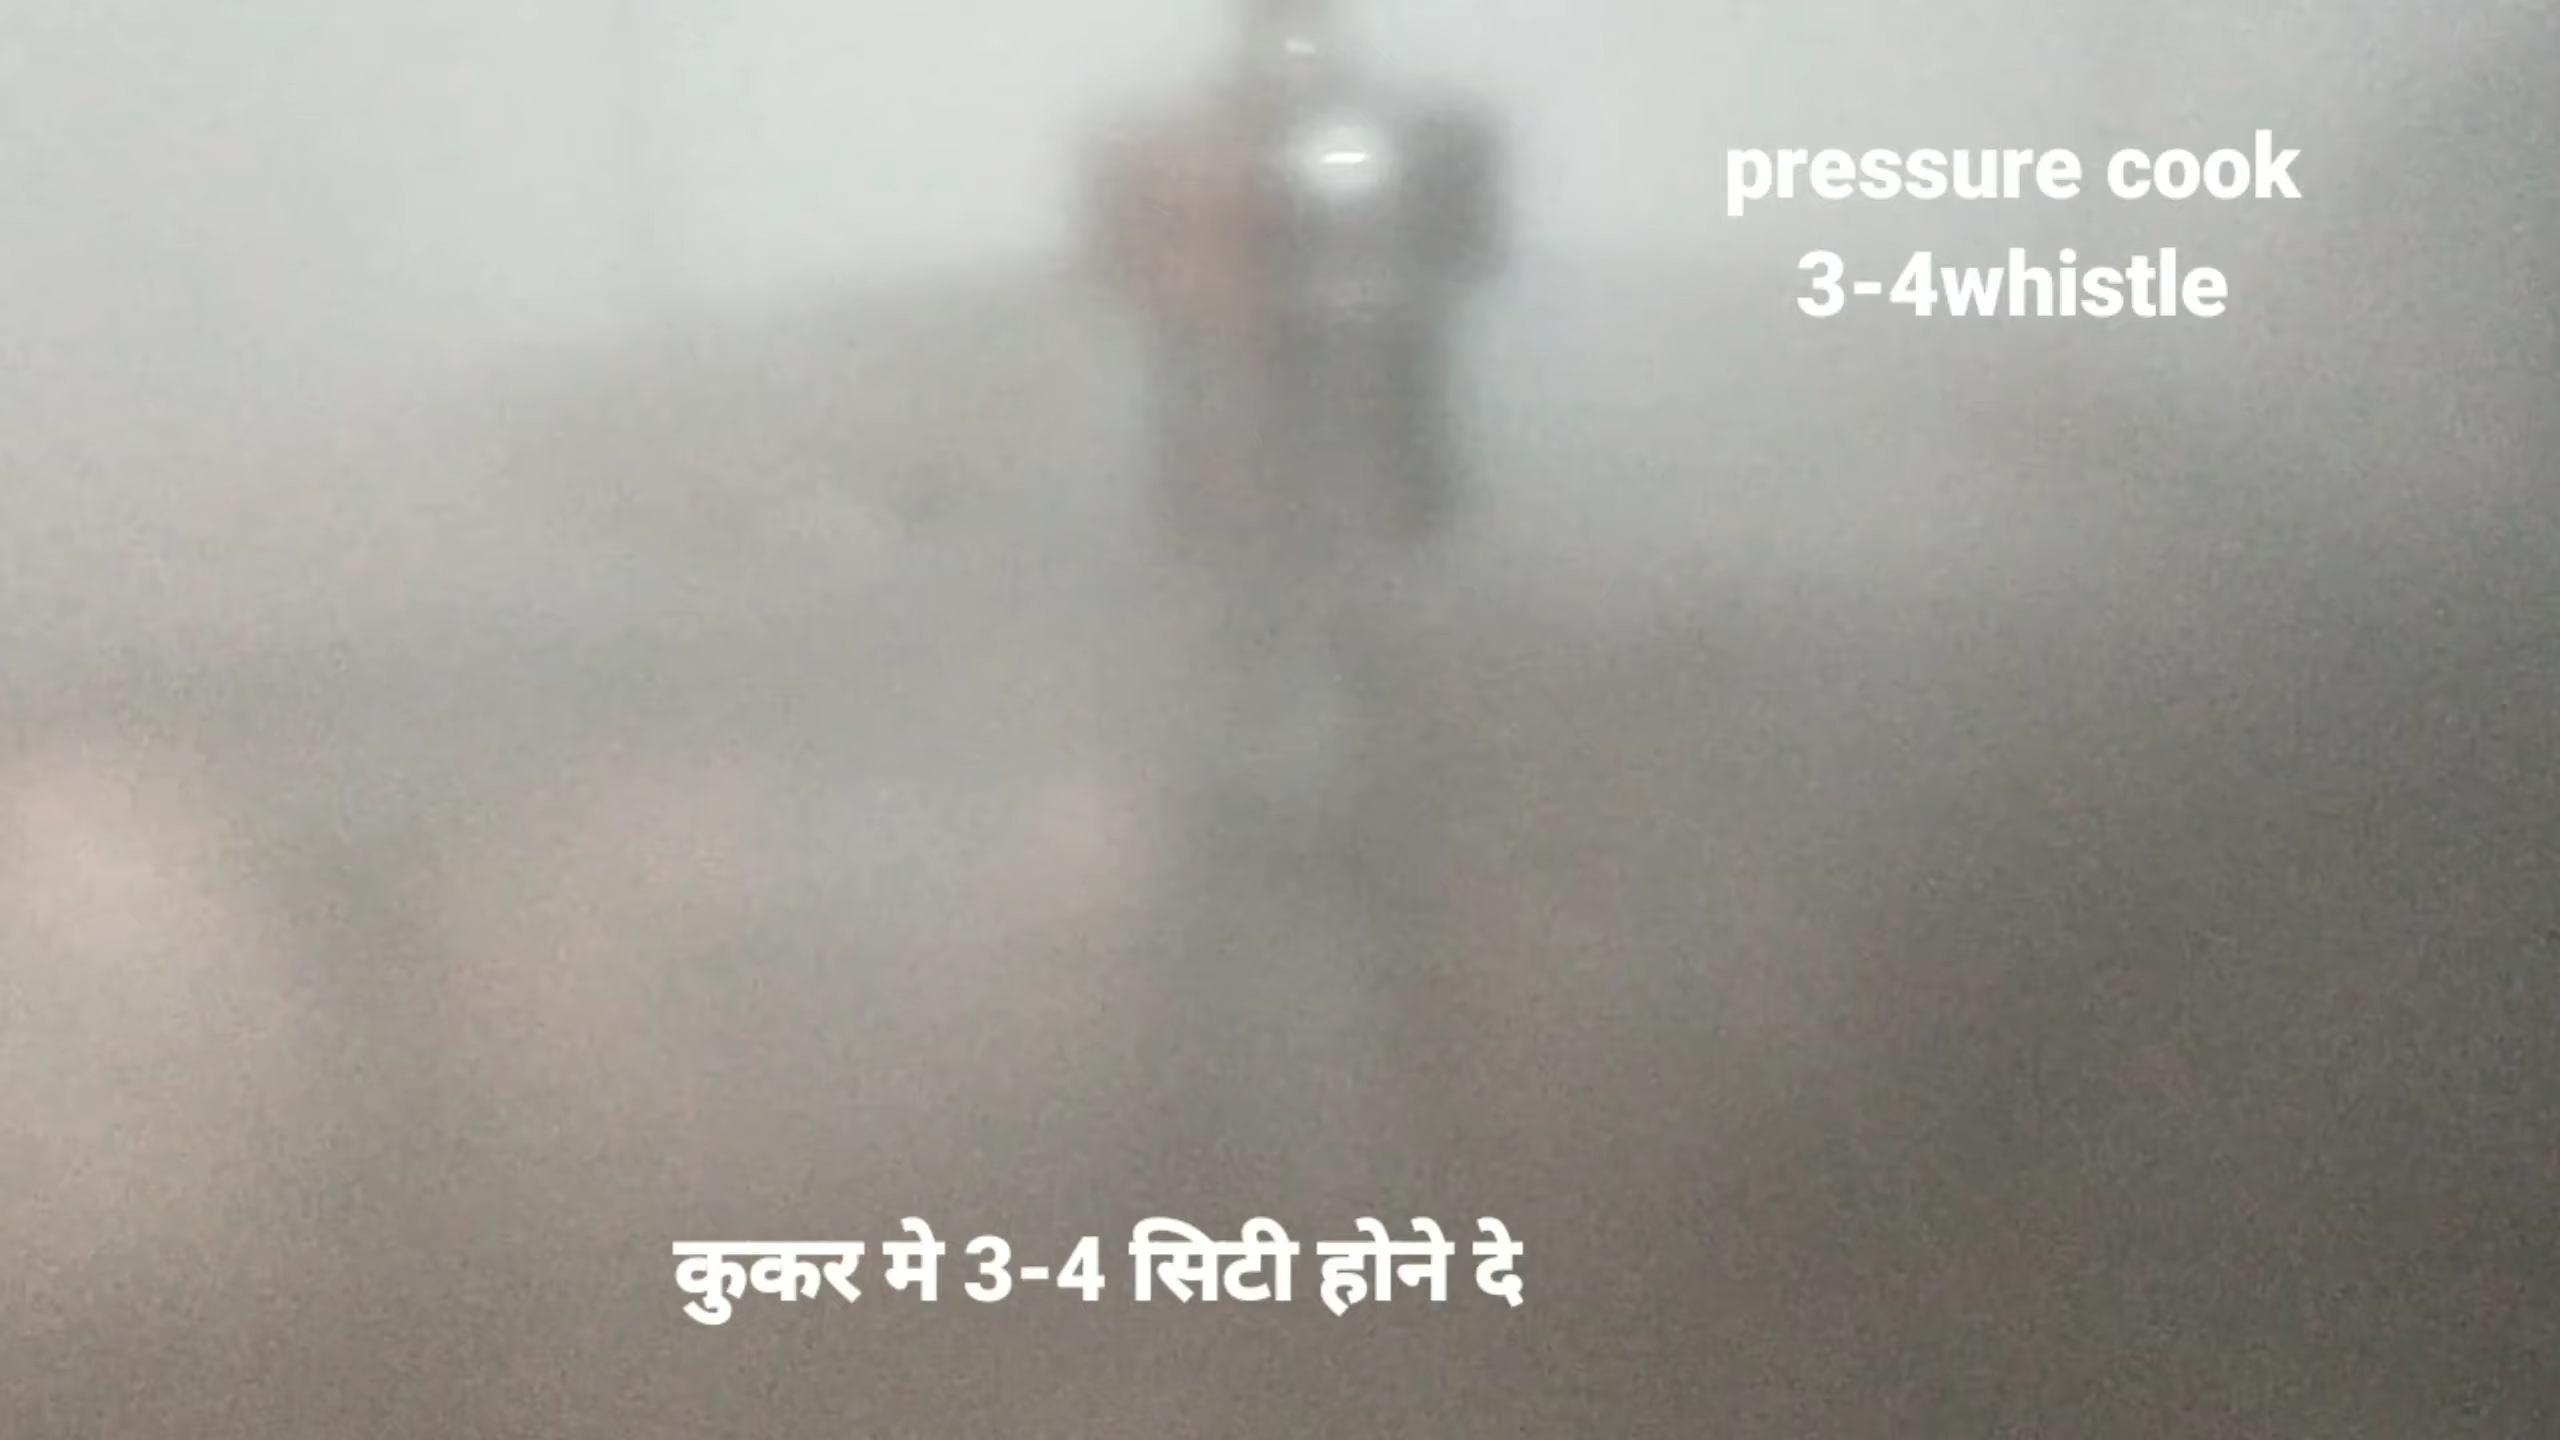 pressure cook
3-4whistle
कुकर मे 3-4 सिटी होने दे